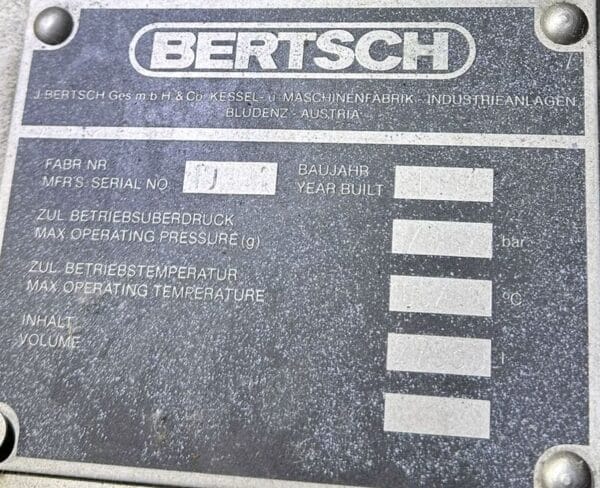 BERTSCH
J. BERTSCH Ges.m.b.H. & Co. KESSEL- u. MASCHINENFABRIK - INDUSTRIEANLAGEN
BLUDENZ - AUSTRIA
FABR. NR.
MFR'S. SERIAL NO.
BAUJAHR
YEAR BUILT
ZUL. BETRIEBSÜBERDRUCK
MAX. OPERATING PRESSURE (g)
bar
ZUL. BETRIEBSTEMPERATUR
MAX. OPERATING TEMPERATURE
°C
INHALT
VOLUME
l